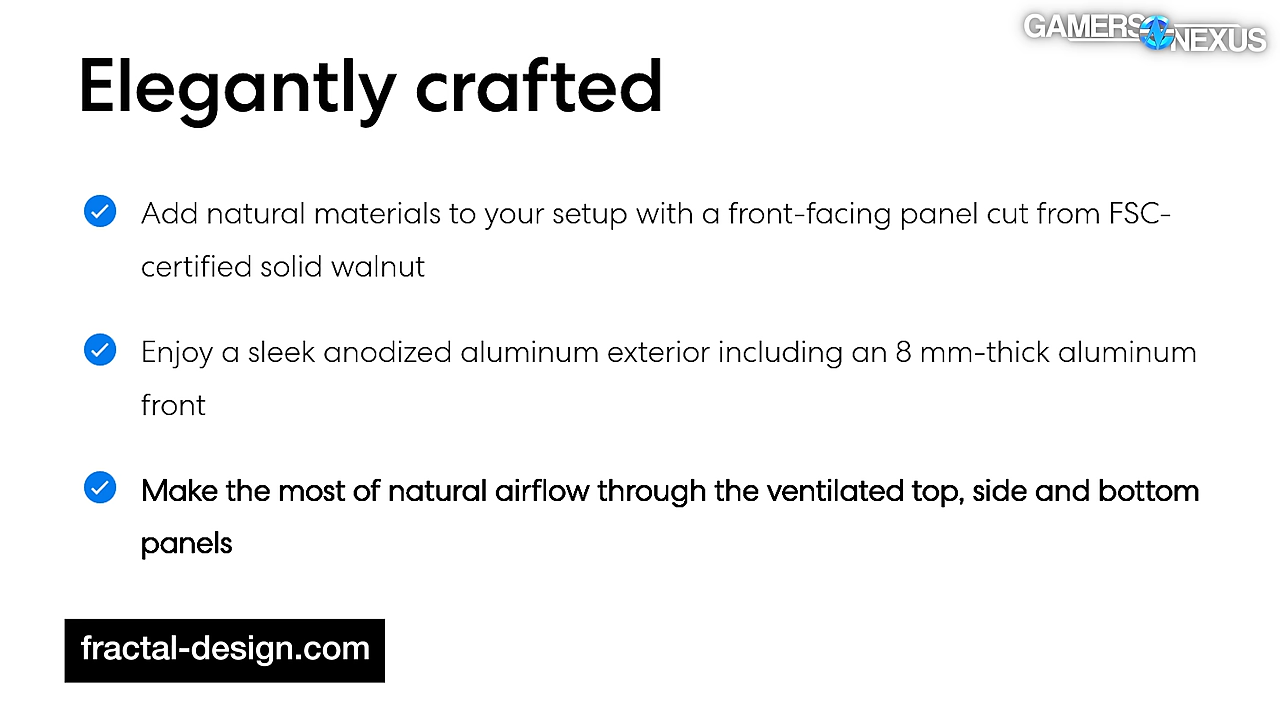 GAMERS NEXUS
Elegantly crafted
Add natural materials to your setup with a front-facing panel cut from FSC-
certified solid walnut
Enjoy a sleek anodized aluminum exterior including an 8 mm-thick aluminum
front
Make the most of natural airflow through the ventilated top, side and bottom
panels
fractal-design.com